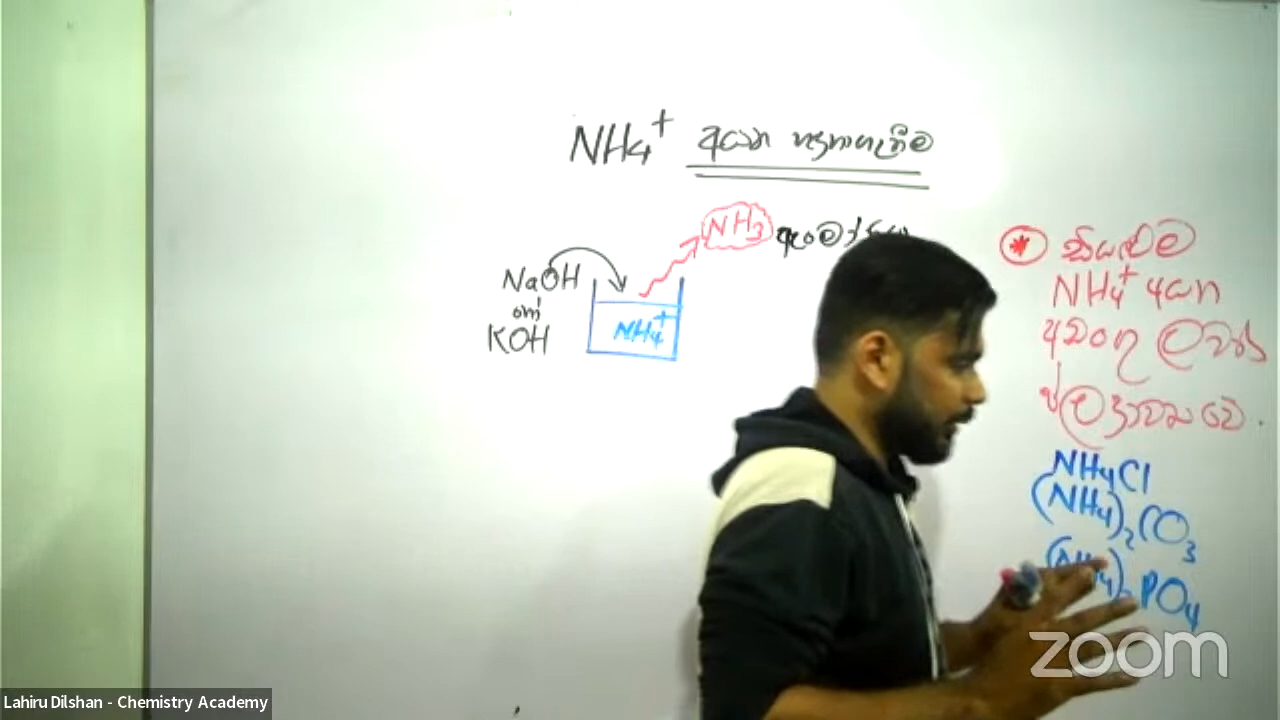 NH₄⁺ අයන හඳුනාගැනීම
NH₃
NaOH
හෝ
KOH
NH₄⁺
* සියළුම
NH₄⁺ අයන
අඩංගු ලවණ
ජලද්‍රාව්‍ය වේ.
NH₄Cl
(NH₄)₂CO₃
PO₄
zoom
Lahiru Dilshan - Chemistry Academy